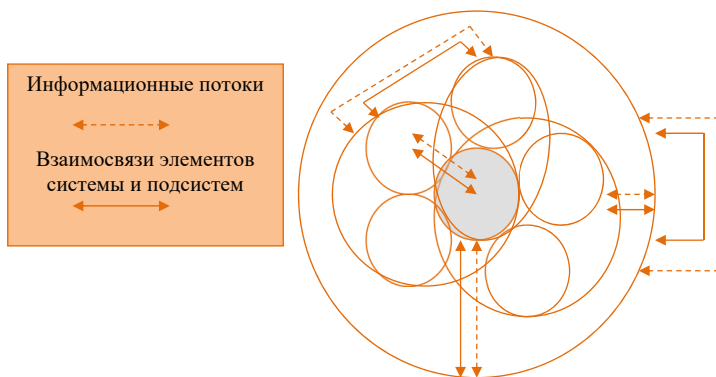 Информационные потоки
Взаимосвязи элементов
системы и подсистем